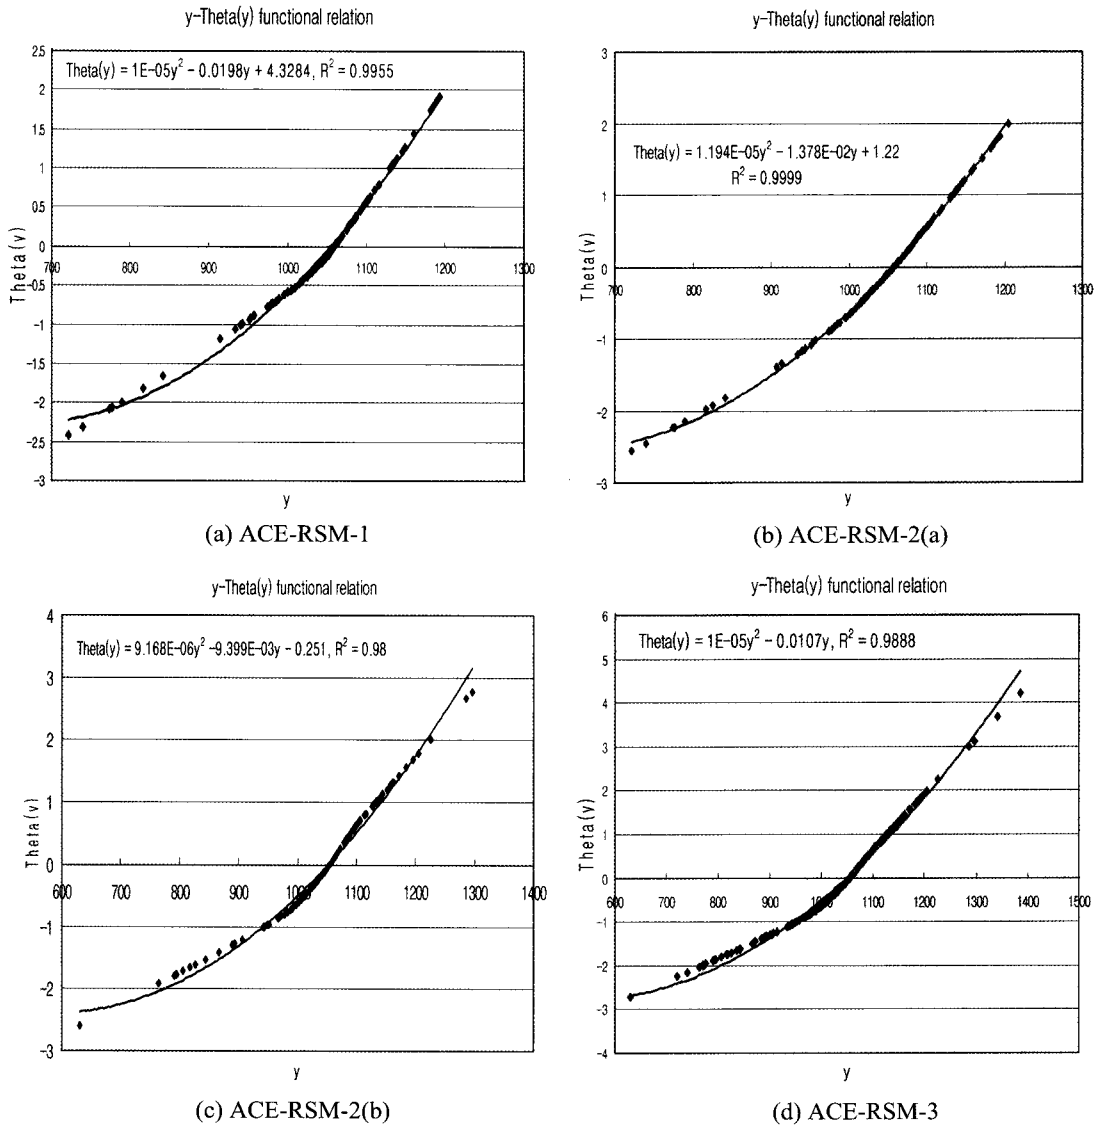 y-Theta(y) functional relation
Theta(y) = 1E-05y² - 0.0198y + 4.3284, R² = 0.9955
Theta(y)
2.5
2
1.5
1
0.5
0
-0.5
-1
-1.5
-2
-2.5
-3
700 800 900 1000 1100 1200 1300
y
(a) ACE-RSM-1
y-Theta(y) functional relation
Theta(y) = 1.194E-05y² - 1.378E-02y + 1.22
R² = 0.9999
Theta(y)
3
2
1
0
-1
-2
-3
700 800 900 1000 1100 1200 1300
y
(b) ACE-RSM-2(a)
y-Theta(y) functional relation
Theta(y) = 9.168E-06y² -9.399E-03y - 0.251, R² = 0.98
Theta(y)
4
3
2
1
0
-1
-2
-3
600 700 800 900 1000 1100 1200 1300 1400
y
(c) ACE-RSM-2(b)
y-Theta(y) functional relation
Theta(y) = 1E-05y² - 0.0107y, R² = 0.9888
Theta(y)
6
5
4
3
2
1
0
-1
-2
-3
-4
600 700 800 900 1000 1100 1200 1300 1400 1500
y
(d) ACE-RSM-3